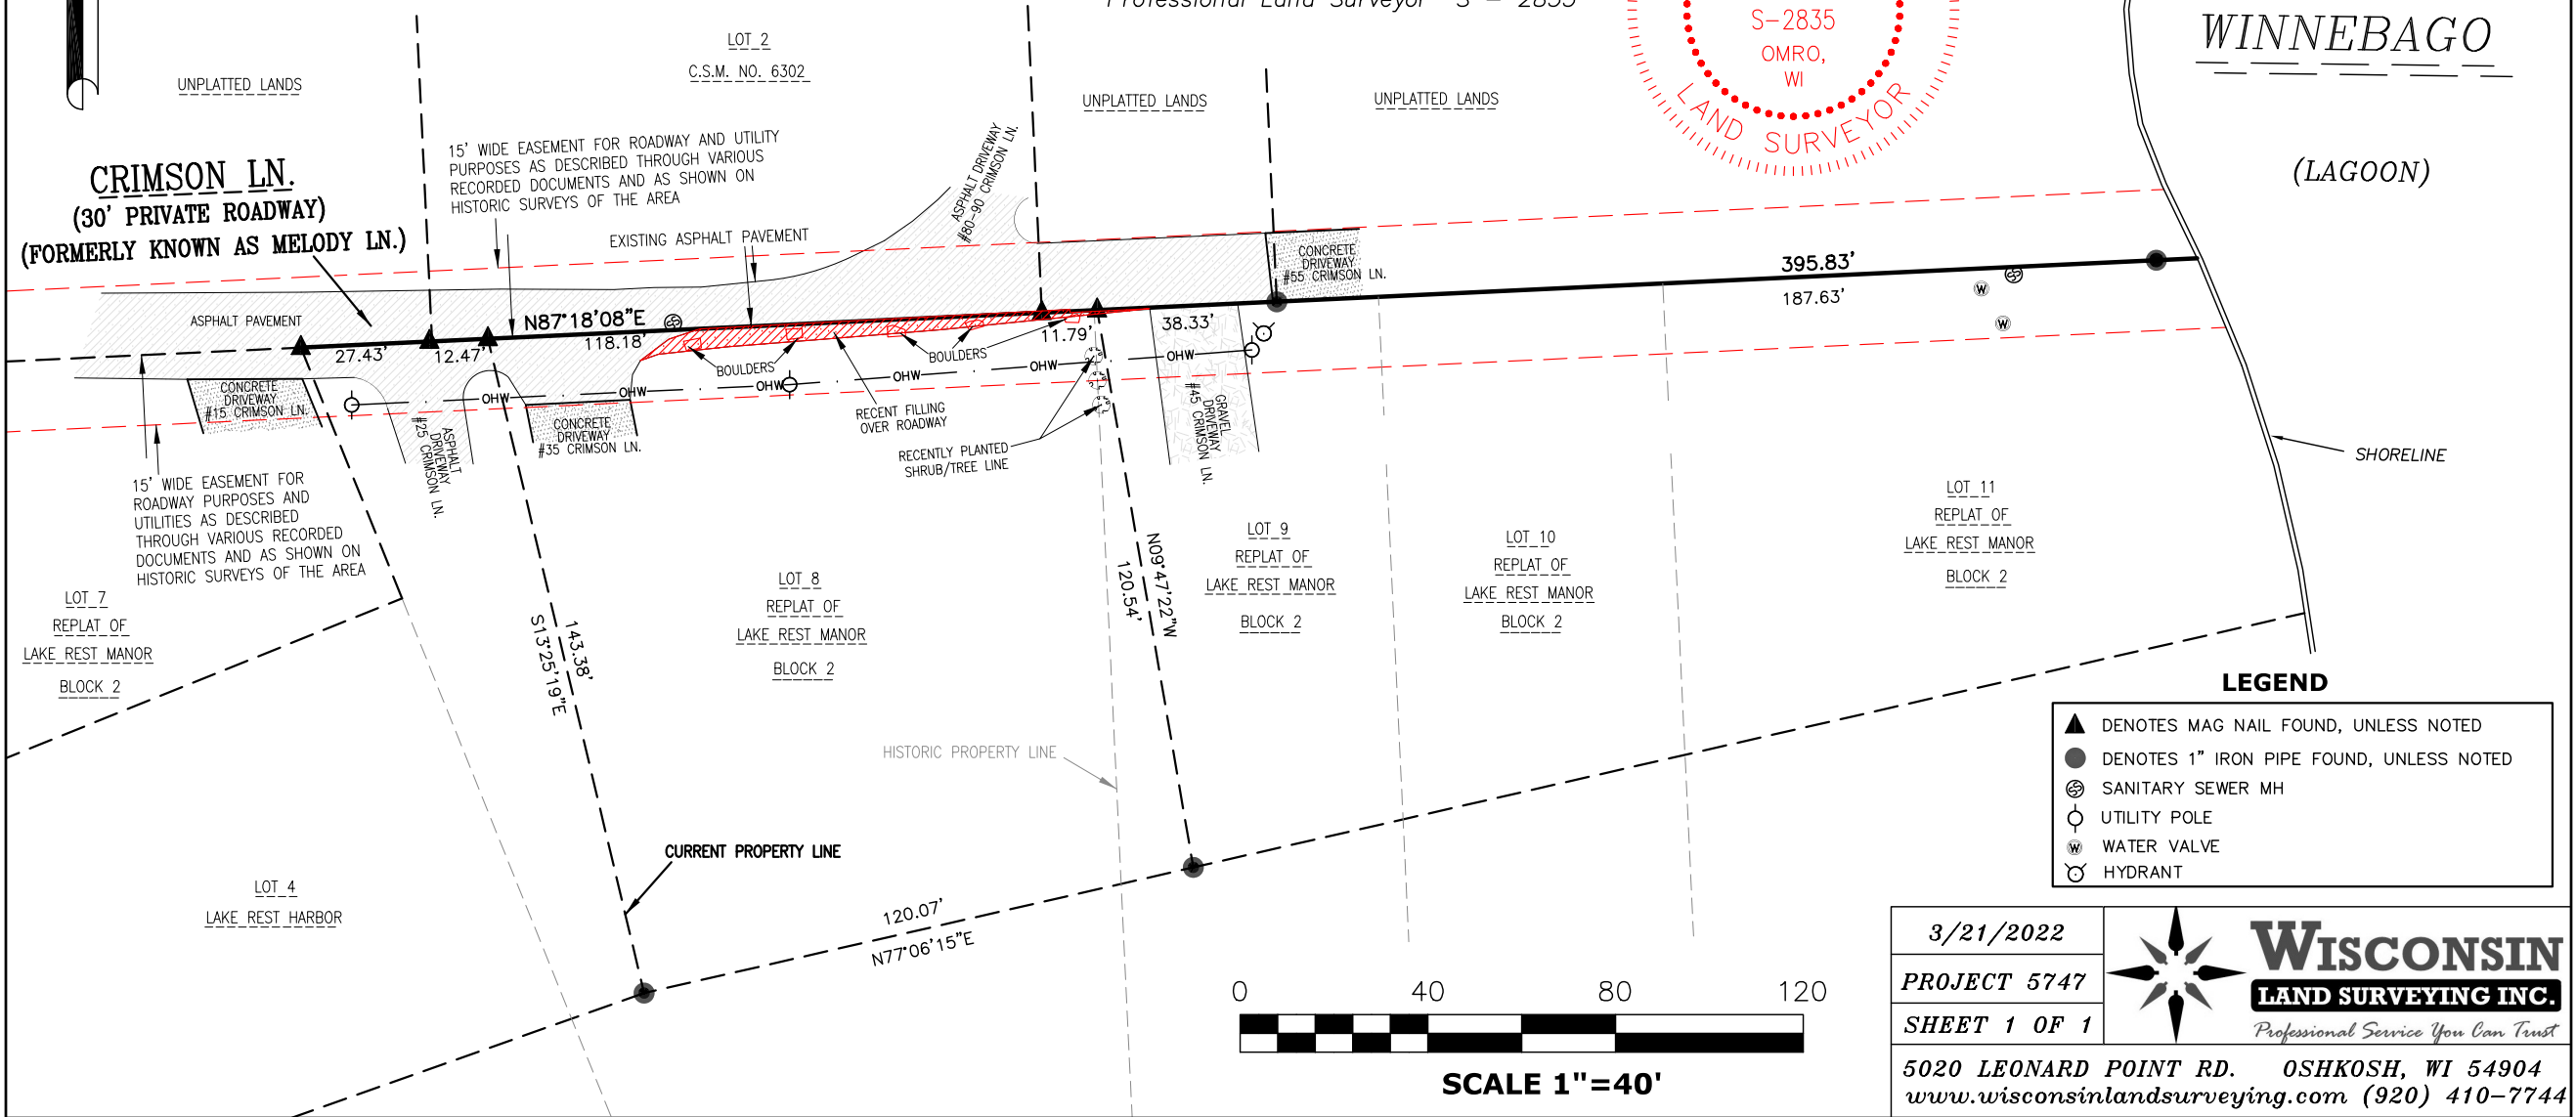 Professional Land Surveyor S - 2835
S-2835
OMRO,
WI
LAND SURVEYOR
WINNEBAGO
(LAGOON)
UNPLATTED LANDS
LOT 2
C.S.M. NO. 6302
UNPLATTED LANDS
UNPLATTED LANDS
CRIMSON LN.
(30' PRIVATE ROADWAY)
(FORMERLY KNOWN AS MELODY LN.)
15' WIDE EASEMENT FOR ROADWAY AND UTILITY
PURPOSES AS DESCRIBED THROUGH VARIOUS
RECORDED DOCUMENTS AND AS SHOWN ON
HISTORIC SURVEYS OF THE AREA
EXISTING ASPHALT PAVEMENT
ASPHALT DRIVEWAY
#80-90 CRIMSON LN.
CONCRETE
DRIVEWAY
#55 CRIMSON LN.
395.83'
187.63'
W
W
ASPHALT PAVEMENT
N87°18'08"E
27.43'
12.47'
118.18'
11.79'
38.33'
BOULDERS
BOULDERS
OHW
OHW
OHW
OHW
OHW
OHW
CONCRETE
DRIVEWAY
#15 CRIMSON LN.
ASPHALT
DRIVEWAY
#25 CRIMSON LN.
CONCRETE
DRIVEWAY
#35 CRIMSON LN.
RECENT FILLING
OVER ROADWAY
RECENTLY PLANTED
SHRUB/TREE LINE
GRAVEL
DRIVEWAY
#45 CRIMSON LN.
SHORELINE
15' WIDE EASEMENT FOR
ROADWAY PURPOSES AND
UTILITIES AS DESCRIBED
THROUGH VARIOUS RECORDED
DOCUMENTS AND AS SHOWN ON
HISTORIC SURVEYS OF THE AREA
LOT 7
REPLAT OF
LAKE REST MANOR
BLOCK 2
143.38'
S13°25'19"E
LOT 8
REPLAT OF
LAKE REST MANOR
BLOCK 2
N09°47'22"W
120.54'
LOT 9
REPLAT OF
LAKE REST MANOR
BLOCK 2
LOT 10
REPLAT OF
LAKE REST MANOR
BLOCK 2
LOT 11
REPLAT OF
LAKE REST MANOR
BLOCK 2
HISTORIC PROPERTY LINE
CURRENT PROPERTY LINE
LOT 4
LAKE REST HARBOR
120.07'
N77°06'15"E
LEGEND
DENOTES MAG NAIL FOUND, UNLESS NOTED
DENOTES 1" IRON PIPE FOUND, UNLESS NOTED
SANITARY SEWER MH
UTILITY POLE
W WATER VALVE
HYDRANT
0 40 80 120
SCALE 1"=40'
3/21/2022
PROJECT 5747
SHEET 1 OF 1
WISCONSIN
LAND SURVEYING INC.
Professional Service You Can Trust
5020 LEONARD POINT RD. OSHKOSH, WI 54904
www.wisconsinlandsurveying.com (920) 410-7744